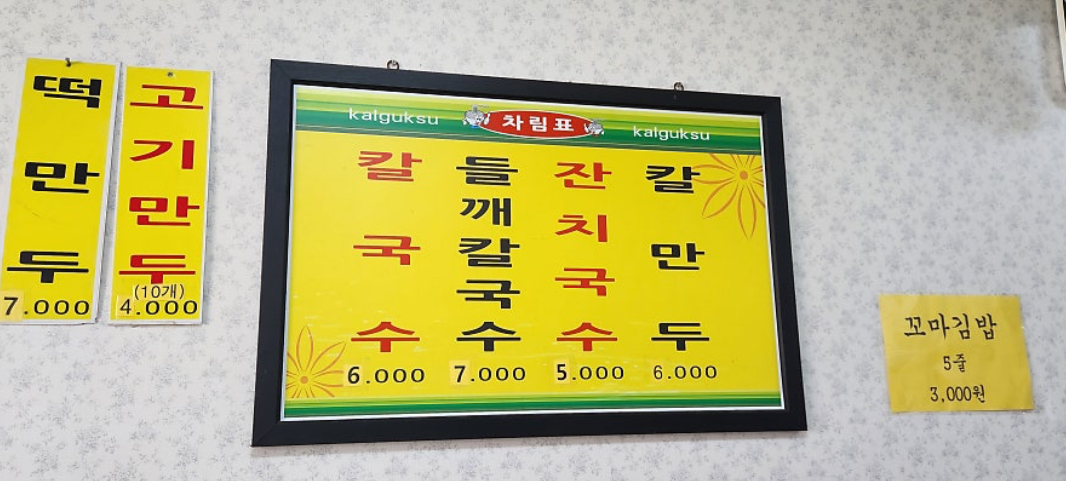 떡만두
7.000
고기만두
(10개)
4.000
kalguksu 차림표 kalguksu
칼국수
6.000
들깨칼국수
7.000
잔치국수
5.000
칼만두
6.000
꼬마김밥
5줄
3,000원